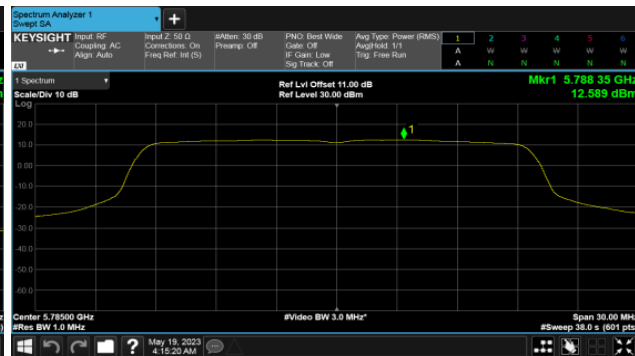 Spectrum Analyzer 1
Swept SA
+
KEYSIGHT Input: RF Input Z: 50 Ω #Atten: 30 dB PNO: Best Wide Avg Type: Power (RMS) 1 2 3 4 5 6
Coupling: AC Corrections: On Preamp: Off Gate: Off Avg|Hold: 1/1 A W W W W W
Align: Auto Freq Ref: Int (S) IF Gain: Low Trig: Free Run
Sig Track: Off A N N N N N
LXI
1 Spectrum Ref Lvl Offset 11.00 dB Mkr1 5.788 35 GHz
Scale/Div 10 dB Ref Level 30.00 dBm 12.589 dBm
Log
20.0
1
10.0
0.00
-10.0
-20.0
-30.0
-40.0
-50.0
-60.0
Center 5.78500 GHz #Video BW 3.0 MHz* Span 30.00 MHz
#Res BW 1.0 MHz #Sweep 38.0 s (601 pts)
? May 19, 2023
4:15:20 AM